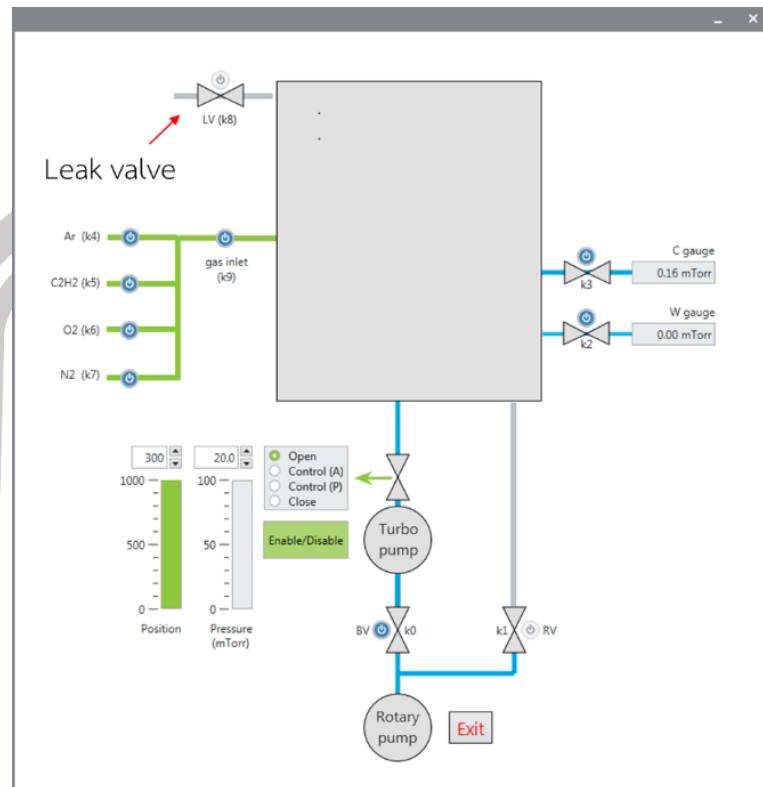 LV (k8)
Leak valve
Ar (k4)
gas inlet
(k9)
C2H2 (k5)
O2 (k6)
N2 (k7)
C gauge
0.16 mTorr
k3
W gauge
0.00 mTorr
k2
300
20.0
Open
Control (A)
Control (P)
Close
Enable/Disable
1000
500
0
Position
100
50
0
Pressure
(mTorr)
Turbo
pump
BV
k0
k1
RV
Rotary
pump
Exit